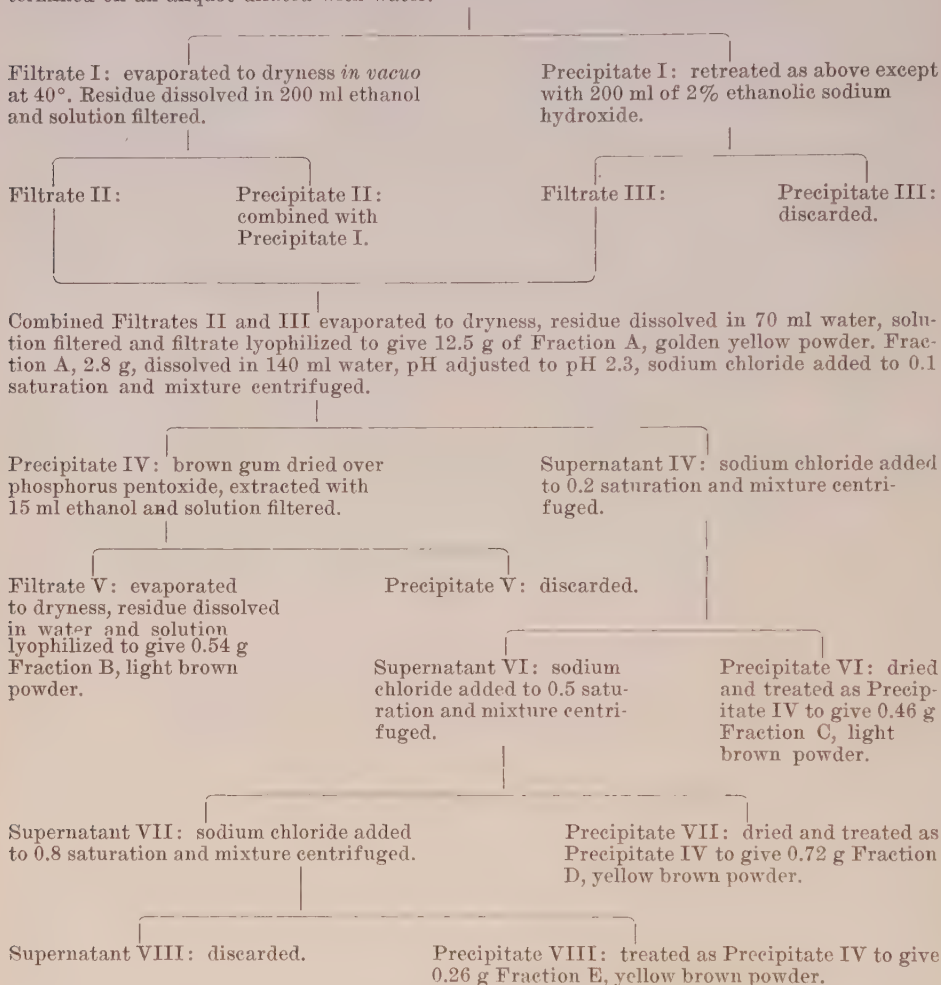 Filtrate I: evaporated to dryness in vacuo
at 40°. Residue dissolved in 200 ml ethanol
and solution filtered.
Precipitate I: retreated as above except
with 200 ml of 2% ethanolic sodium
hydroxide.
Filtrate II:
Precipitate II:
combined with
Precipitate I.
Filtrate III:
Precipitate III:
discarded.
Combined Filtrates II and III evaporated to dryness, residue dissolved in 70 ml water, solu-
tion filtered and filtrate lyophilized to give 12.5 g of Fraction A, golden yellow powder. Frac-
tion A, 2.8 g, dissolved in 140 ml water, pH adjusted to pH 2.3, sodium chloride added to 0.1
saturation and mixture centrifuged.
Precipitate IV: brown gum dried over
phosphorus pentoxide, extracted with
15 ml ethanol and solution filtered.
Supernatant IV: sodium chloride added
to 0.2 saturation and mixture centri-
fuged.
Filtrate V: evaporated
to dryness, residue dissolved
in water and solution
lyophilized to give 0.54 g
Fraction B, light brown
powder.
Precipitate V: discarded.
Supernatant VI: sodium
chloride added to 0.5 satu-
ration and mixture centri-
fuged.
Precipitate VI: dried
and treated as Precip-
itate IV to give 0.46 g
Fraction C, light
brown powder.
Supernatant VII: sodium chloride added
to 0.8 saturation and mixture centrifuged.
Precipitate VII: dried and treated as
Precipitate IV to give 0.72 g Fraction
D, yellow brown powder.
Supernatant VIII: discarded.
Precipitate VIII: treated as Precipitate IV to give
0.26 g Fraction E, yellow brown powder.